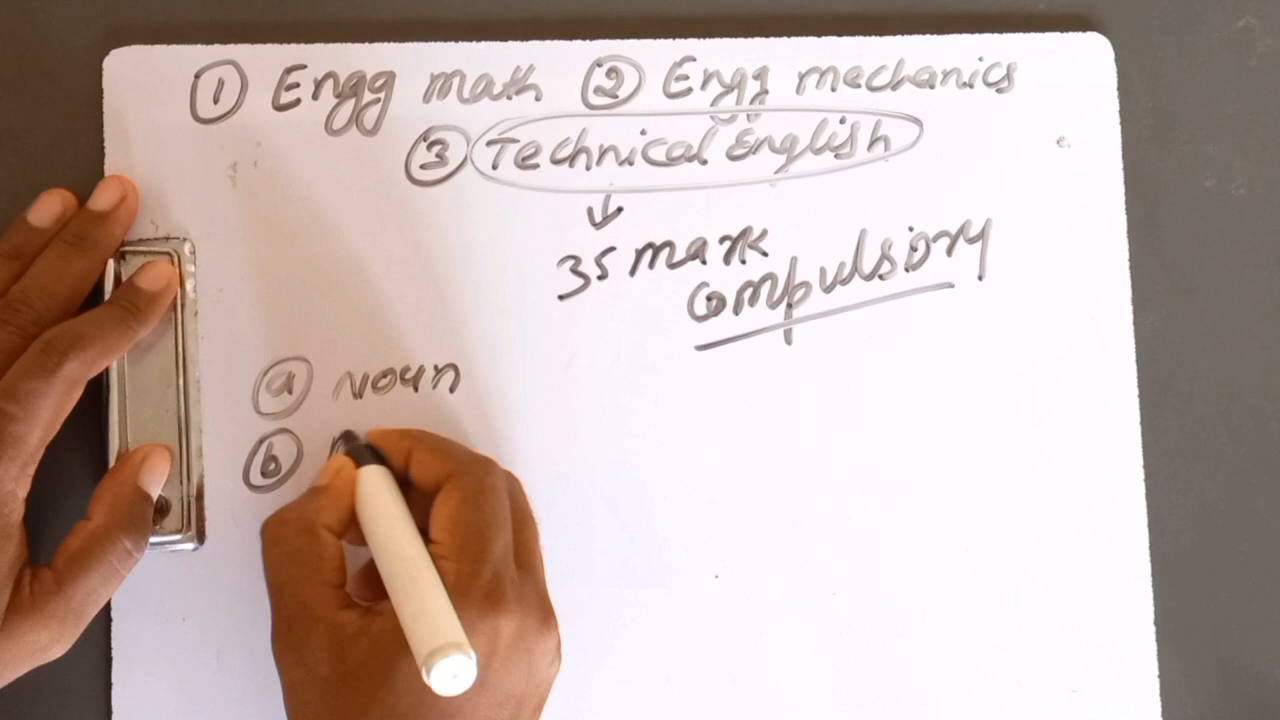 ① Engg math ② Engg mechanics
③ Technical English
↓
35 mark
compulsory
ⓐ Noun
ⓑ